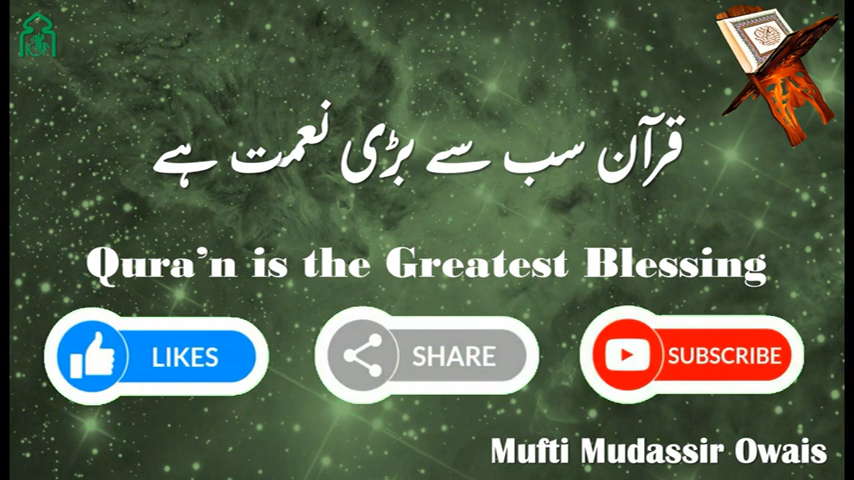 قرآن سب سے بڑی نعمت ہے
Qura’n is the Greatest Blessing
LIKES
SHARE
SUBSCRIBE
Mufti Mudassir Owais